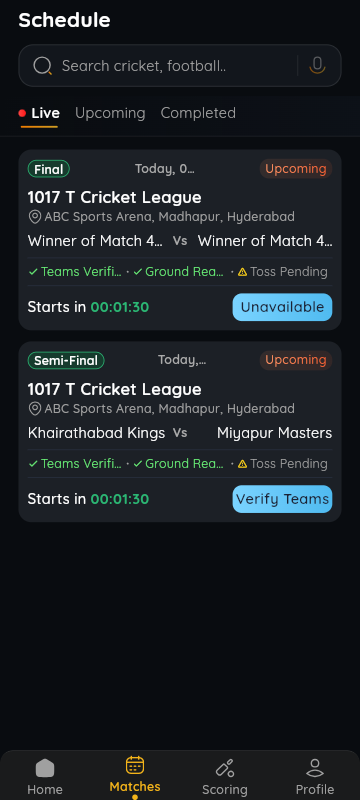 Schedule
Search cricket, football..
Live Upcoming Completed
Final Today, 0... Upcoming
1017 T Cricket League
ABC Sports Arena, Madhapur, Hyderabad
Winner of Match 4... Vs Winner of Match 4...
Teams Verifi... · Ground Rea... · Toss Pending
Starts in 00:01:30 Unavailable
Semi-Final Today,... Upcoming
1017 T Cricket League
ABC Sports Arena, Madhapur, Hyderabad
Khairathabad Kings Vs Miyapur Masters
Teams Verifi... · Ground Rea... · Toss Pending
Starts in 00:01:30 Verify Teams
Home Matches Scoring Profile